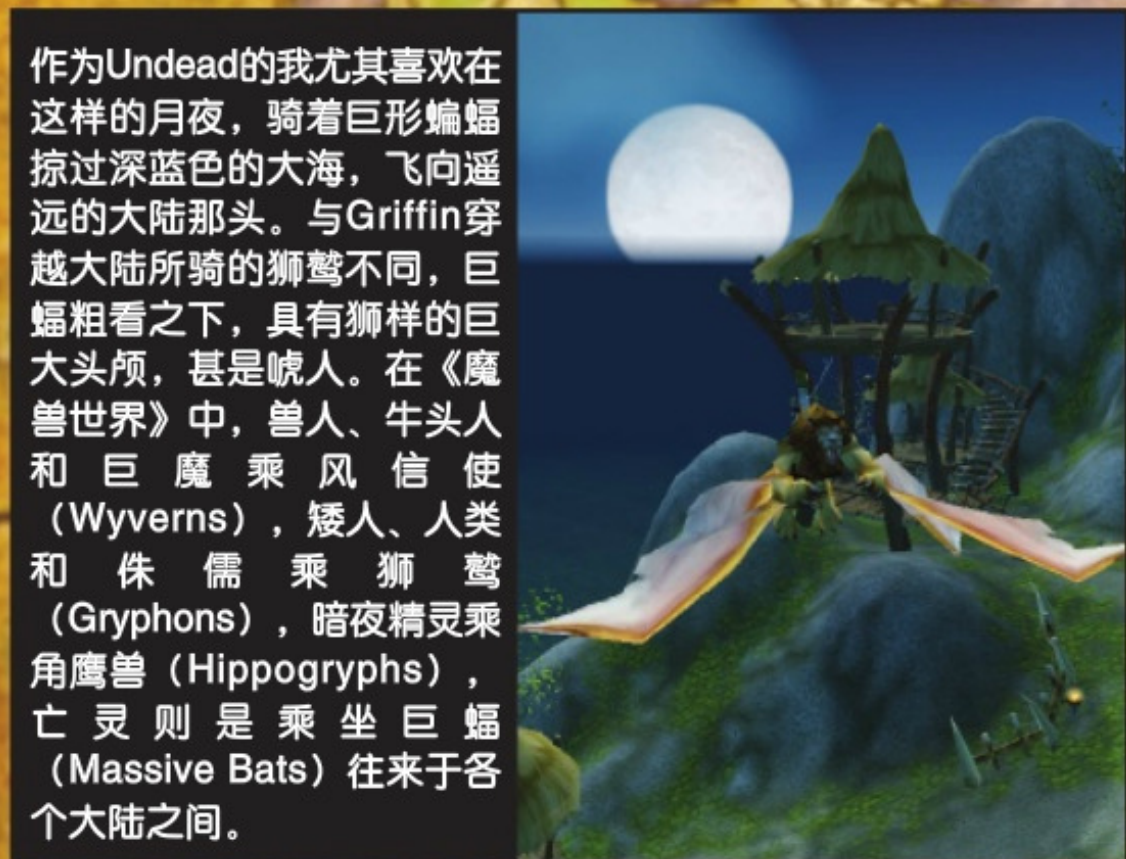 作为Undead的我尤其喜欢在
这样的月夜，骑着巨形蝙蝠
掠过深蓝色的大海，飞向遥
远的大陆那头。与Griffin穿
越大陆所骑的狮鹫不同，巨
蝠粗看之下，具有狮样的巨
大头颅，甚是唬人。在《魔
兽世界》中，兽人、牛头人
和巨魔乘风信使
（Wyverns），矮人、人类
和侏儒乘狮鹫
（Gryphons），暗夜精灵乘
角鹰兽（Hippogryphs），
亡灵则是乘坐巨蝠
（Massive Bats）往来于各
个大陆之间。